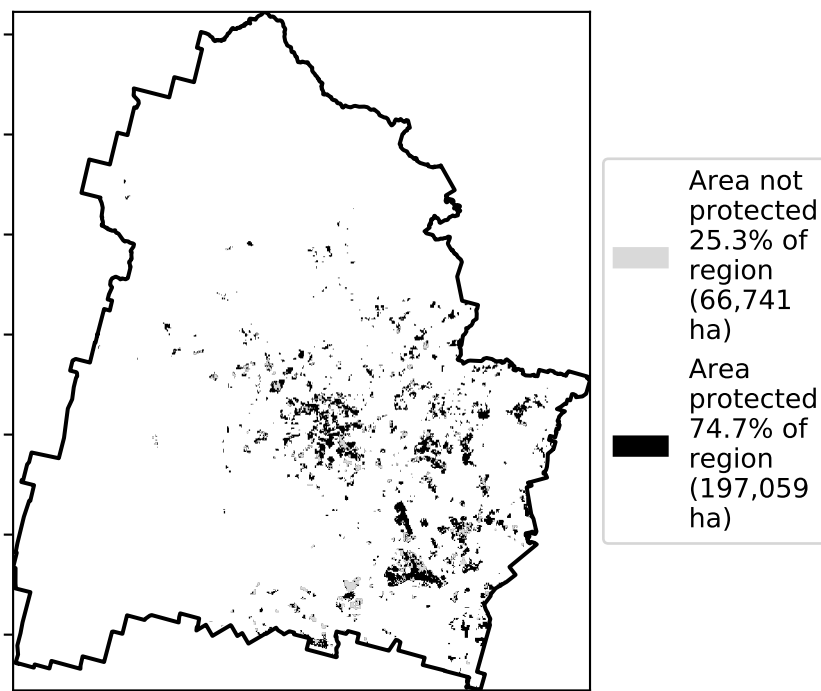 Area not
protected
25.3% of
region
(66,741
ha)
Area
protected
74.7% of
region
(197,059
ha)